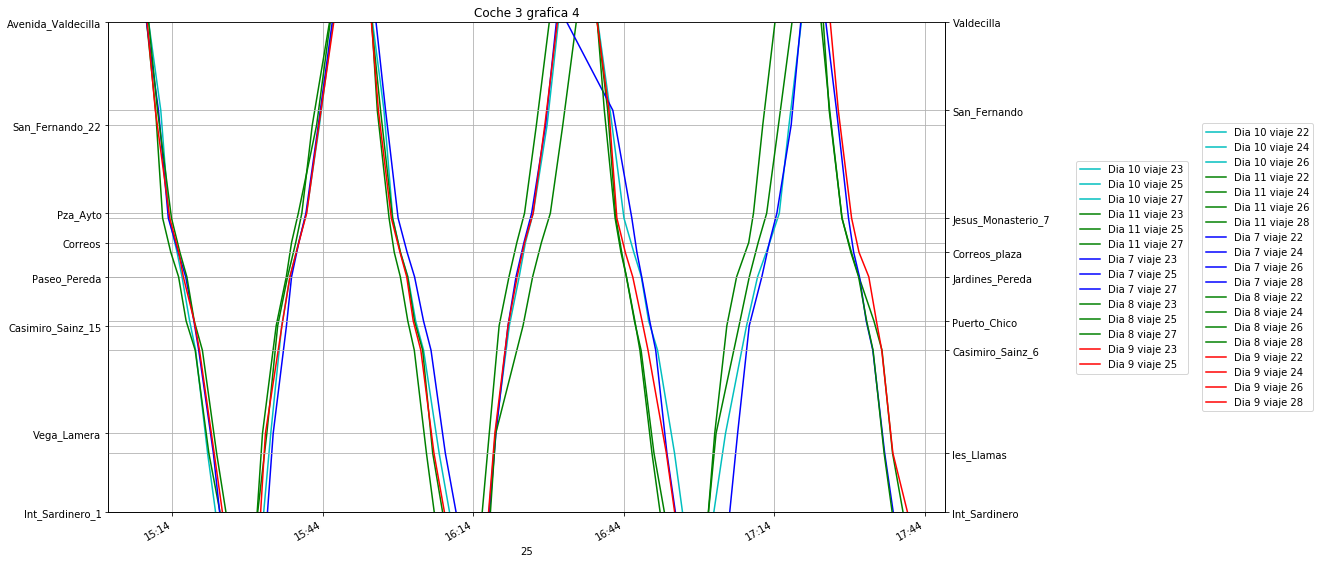 Coche 3 grafica 4
Avenida_Valdecilla
San_Fernando_22
Pza_Ayto
Correos
Paseo_Pereda
Casimiro_Sainz_15
Vega_Lamera
Int_Sardinero_1
15:14
15:44
16:14
16:44
17:14
17:44
25
Valdecilla
San_Fernando
Jesus_Monasterio_7
Correos_plaza
Jardines_Pereda
Puerto_Chico
Casimiro_Sainz_6
Ies_Llamas
Int_Sardinero
Dia 10 viaje 23
Dia 10 viaje 25
Dia 10 viaje 27
Dia 11 viaje 23
Dia 11 viaje 25
Dia 11 viaje 27
Dia 7 viaje 23
Dia 7 viaje 25
Dia 7 viaje 27
Dia 8 viaje 23
Dia 8 viaje 25
Dia 8 viaje 27
Dia 9 viaje 23
Dia 9 viaje 25
Dia 10 viaje 22
Dia 10 viaje 24
Dia 10 viaje 26
Dia 11 viaje 22
Dia 11 viaje 24
Dia 11 viaje 26
Dia 11 viaje 28
Dia 7 viaje 22
Dia 7 viaje 24
Dia 7 viaje 26
Dia 7 viaje 28
Dia 8 viaje 22
Dia 8 viaje 24
Dia 8 viaje 26
Dia 8 viaje 28
Dia 9 viaje 22
Dia 9 viaje 24
Dia 9 viaje 26
Dia 9 viaje 28